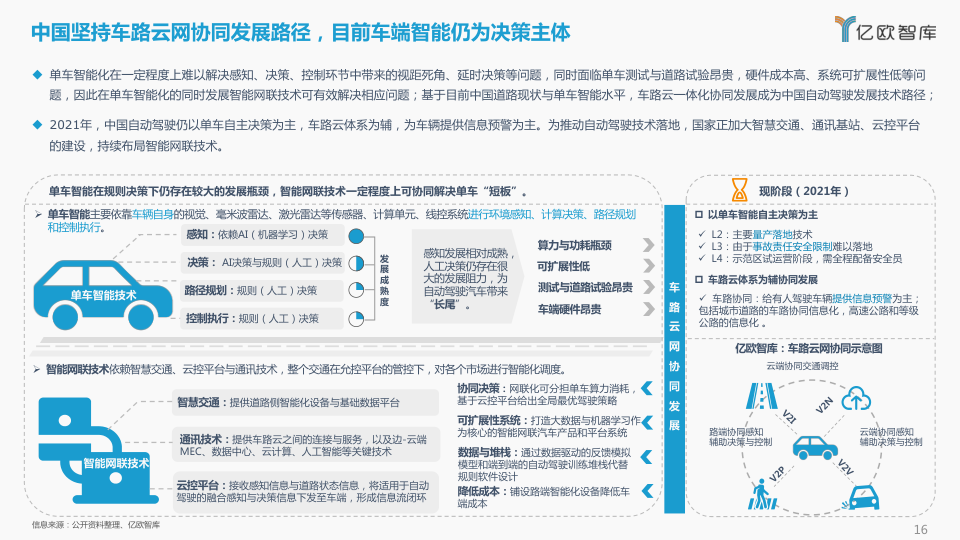 中国坚持车路云网协同发展路径，目前车端智能仍为决策主体
亿欧智库
◆ 单车智能化在一定程度上难以解决感知、决策、控制环节中带来的视距死角、延时决策等问题，同时面临单车测试与道路试验昂贵，硬件成本高、系统可扩展性低等问
题，因此在单车智能化的同时发展智能网联技术可有效解决相应问题；基于目前中国道路现状与单车智能水平，车路云一体化协同发展成为中国自动驾驶发展技术路径；
◆ 2021年，中国自动驾驶仍以单车自主决策为主，车路云体系为辅，为车辆提供信息预警为主。为推动自动驾驶技术落地，国家正加大智慧交通、通讯基站、云控平台
的建设，持续布局智能网联技术。
单车智能在规则决策下仍存在较大的发展瓶颈，智能网联技术一定程度上可协同解决单车“短板”。
➢ 单车智能主要依靠车辆自身的视觉、毫米波雷达、激光雷达等传感器、计算单元、线控系统进行环境感知、计算决策、路径规划
和控制执行。
单车智能技术
感知：依赖AI（机器学习）决策
决策： AI决策与规则（人工）决策
路径规划：规则（人工）决策
控制执行：规则（人工）决策
发展成熟度
感知发展相对成熟，
人工决策仍存在很
大的发展阻力，为
自动驾驶汽车带来
“长尾”。
算力与功耗瓶颈
可扩展性低
测试与道路试验昂贵
车端硬件昂贵
➢ 智能网联技术依赖智慧交通、云控平台与通讯技术，整个交通在允控平台的管控下，对各个市场进行智能化调度。
智能网联技术
智慧交通：提供道路侧智能化设备与基础数据平台
通讯技术：提供车路云之间的连接与服务，以及边-云端
MEC、数据中心、云计算、人工智能等关键技术
云控平台：接收感知信息与道路状态信息，将适用于自动
驾驶的融合感知与决策信息下发至车端，形成信息流闭环
协同决策：网联化可分担单车算力消耗，
基于云控平台给出全局最优驾驶策略
可扩展性系统：打造大数据与机器学习作
为核心的智能网联汽车产品和平台系统
数据与堆栈：通过数据驱动的反馈模拟
模型和端到端的自动驾驶训练堆栈代替
规则软件设计
降低成本：铺设路端智能化设备降低车
端成本
车路云网协同发展
现阶段（2021年）
❑ 以单车智能自主决策为主
✓ L2：主要量产落地技术
✓ L3：由于事故责任安全限制难以落地
✓ L4：示范区试运营阶段，需全程配备安全员
❑ 车路云体系为辅协同发展
✓ 车路协同：给有人驾驶车辆提供信息预警为主；
包括城市道路的车路协同信息化，高速公路和等级
公路的信息化 。
亿欧智库：车路云网协同示意图
云端协同交通调控
V2I
V2N
路端协同感知
辅助决策与控制
云端协同感知
辅助决策与控制
V2P
V2V
信息来源：公开资料整理、亿欧智库
16